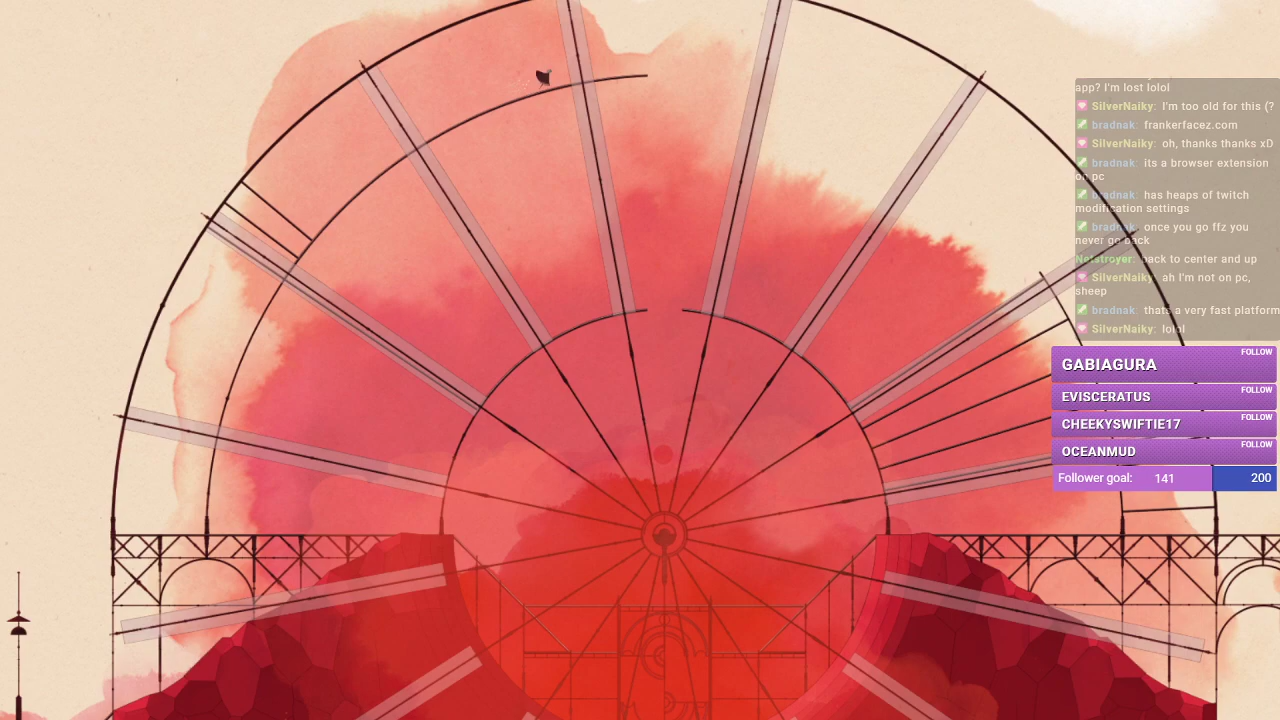 app? I'm lost lolol
SilverNaiky: I'm too old for this (?
bradnak: frankerfacez.com
SilverNaiky: oh, thanks thanks xD
bradnak: its a browser extension
on pc
bradnak: has heaps of twitch
modification settings
bradnak: once you go ffz you
never go back
Netstroyer: back to center and up
SilverNaiky: ah I'm not on pc,
sheep
bradnak: thats a very fast platform
SilverNaiky: lolol
GABIAGURA FOLLOW
EVISCERATUS FOLLOW
CHEEKYSWIFTIE17 FOLLOW
OCEANMUD FOLLOW
Follower goal: 141 200